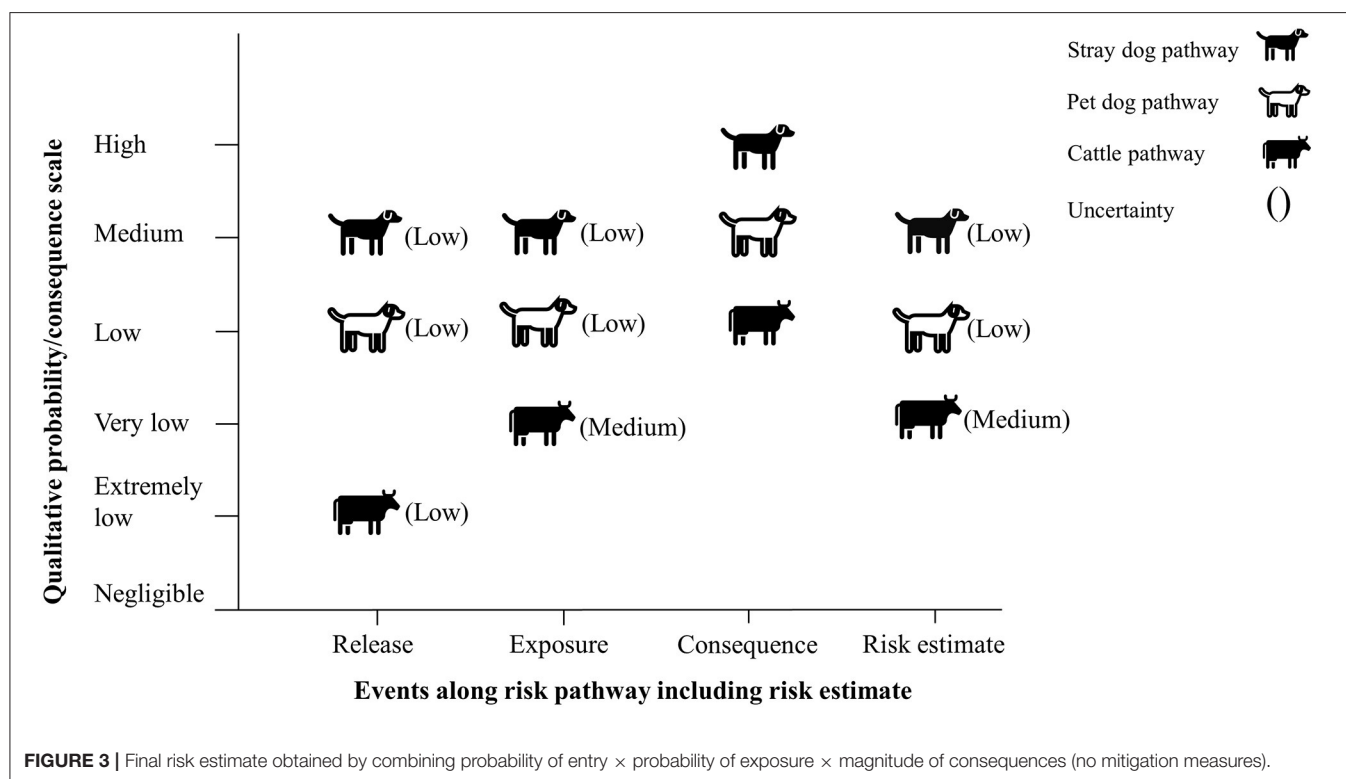 Qualitative probability/consequence scale
High
Medium
Low
Very low
Extremely
low
Negligible
(Low) (Low) (Low)
(Low) (Low) (Low)
(Medium) (Medium)
(Low)
Release Exposure Consequence Risk estimate
Events along risk pathway including risk estimate
Stray dog pathway
Pet dog pathway
Cattle pathway
Uncertainty ()
FIGURE 3 | Final risk estimate obtained by combining probability of entry × probability of exposure × magnitude of consequences (no mitigation measures).